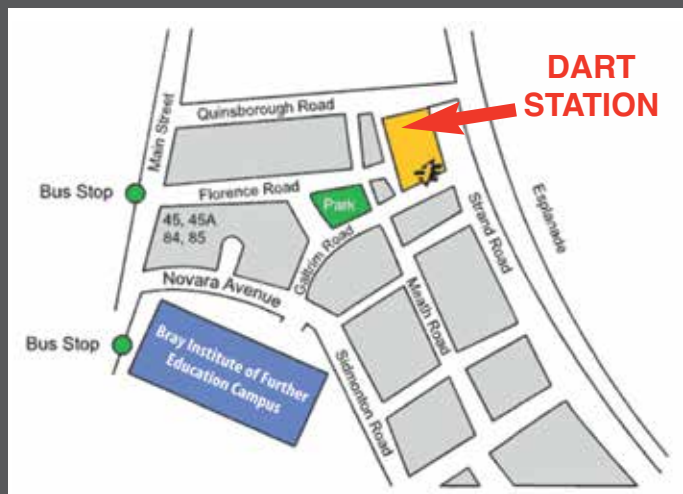 DART
STATION
Quinsborough Road
Main Street
Bus Stop
Florence Road
Park
45, 45A
84, 85
Galtrim Road
Strand Road
Esplanade
Novara Avenue
Meath Road
Bus Stop
Bray Institute of Further
Education Campus
Sidmonton Road